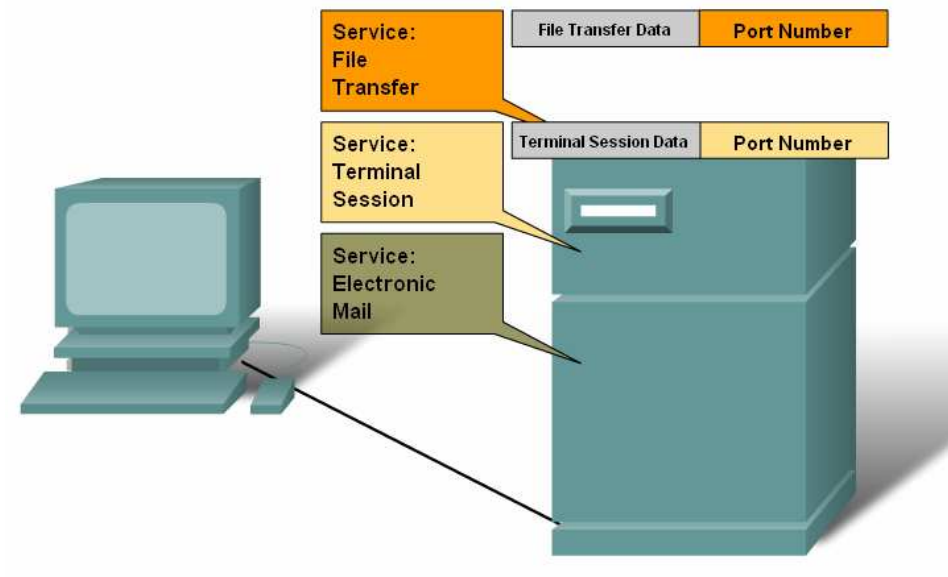 Service:
File
Transfer
File Transfer Data
Port Number
Service:
Terminal
Session
Terminal Session Data
Port Number
Service:
Electronic
Mail